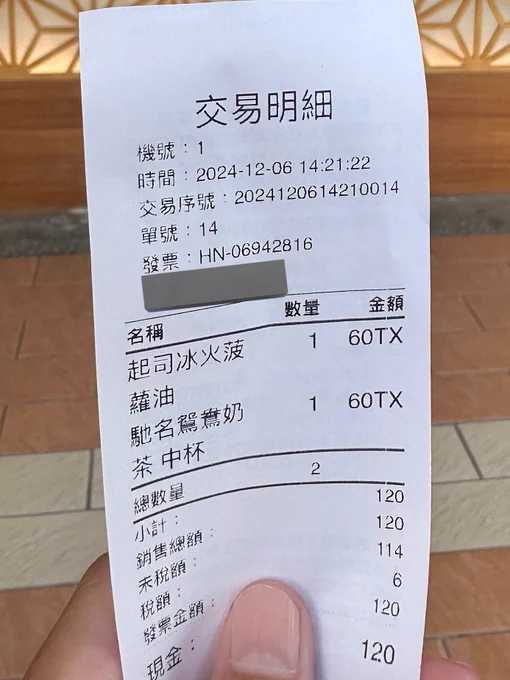 交易明細
機號：1
時間：2024-12-06 14:21:22
交易序號：2024120614210014
單號：14
發票：HN-06942816
名稱 數量 金額
起司冰火菠 1 60TX
蘿油
馳名鴛鴦奶 1 60TX
茶 中杯
總數量 2
小計： 120
銷售總額： 120
未稅額： 114
稅額： 6
發票金額： 120
現金： 120